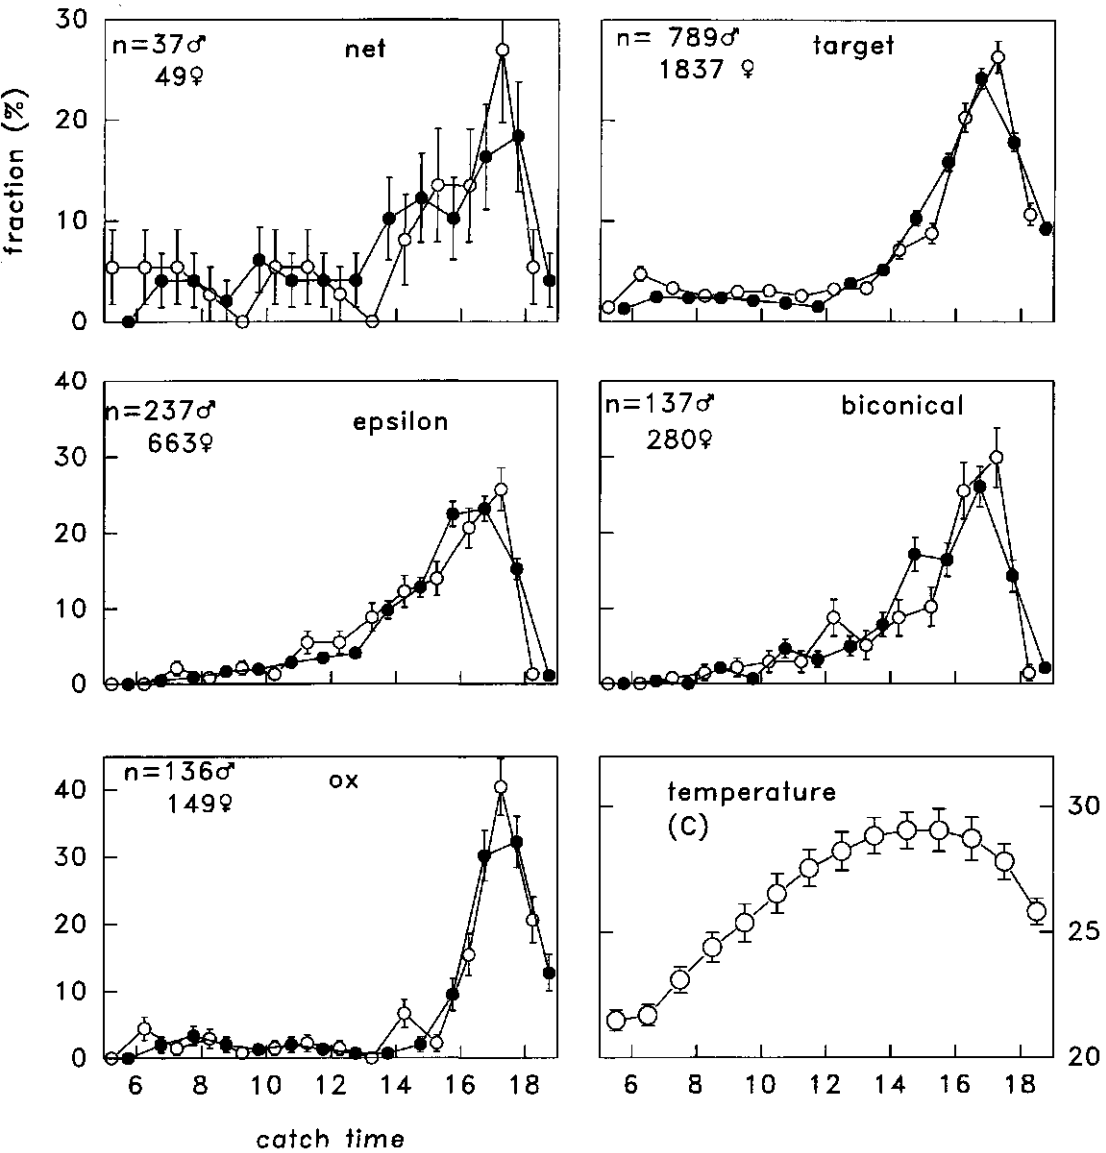 fraction (%)
30
20
10
0
n=37♂
49♀
net
n= 789♂
1837 ♀
target
40
30
20
10
0
n=237♂
663♀
epsilon
n=137♂
280♀
biconical
40
30
20
10
0
n=136♂
149♀
ox
temperature
(C)
30
25
20
6 8 10 12 14 16 18
6 8 10 12 14 16 18
catch time